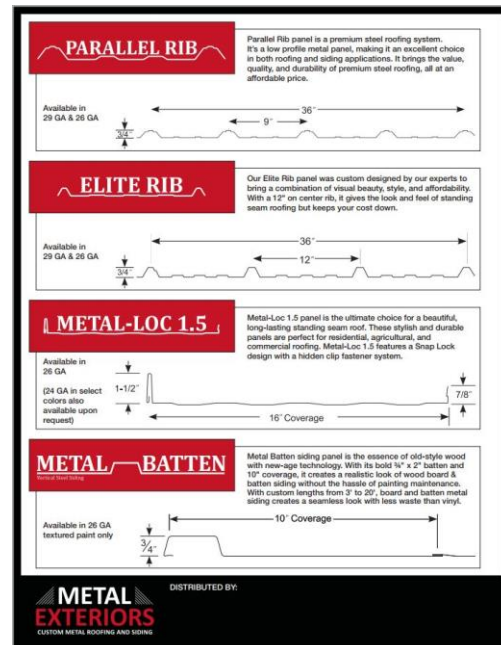 PARALLEL RIB
Parallel Rib panel is a premium steel roofing system.
It's a low profile metal panel, making it an excellent choice
in both roofing and siding applications. It brings the value,
quality, and durability of premium steel roofing, all at an
affordable price.
Available in
29 GA & 26 GA
36"
9"
3/4"
ELITE RIB
Our Elite Rib panel was custom designed by our experts to
bring a combination of visual beauty, style, and affordability.
With a 12" on center rib, it gives the look and feel of standing
seam roofing but keeps your cost down.
Available in
29 GA & 26 GA
36"
12"
3/4"
METAL-LOC 1.5
Metal-Loc 1.5 panel is the ultimate choice for a beautiful,
long-lasting standing seam roof. These stylish and durable
panels are perfect for residential, agricultural, and
commercial roofing. Metal-Loc 1.5 features a Snap Lock
design with a hidden clip fastener system.
Available in
26 GA
(24 GA in select
colors also
available upon
request)
1-1/2"
7/8"
16" Coverage
METAL BATTEN
Vertical Steel Siding
Metal Batten siding panel is the essence of old-style wood
with new-age technology. With its bold ¾" x 2" batten and
10" coverage, it creates a realistic look of wood board &
batten siding without the hassle of painting maintenance.
With custom lengths from 3' to 20', board and batten metal
siding creates a seamless look with less waste than vinyl.
Available in 26 GA
textured paint only
10" Coverage
3/4"
METAL
EXTERIORS
CUSTOM METAL ROOFING AND SIDING
DISTRIBUTED BY: